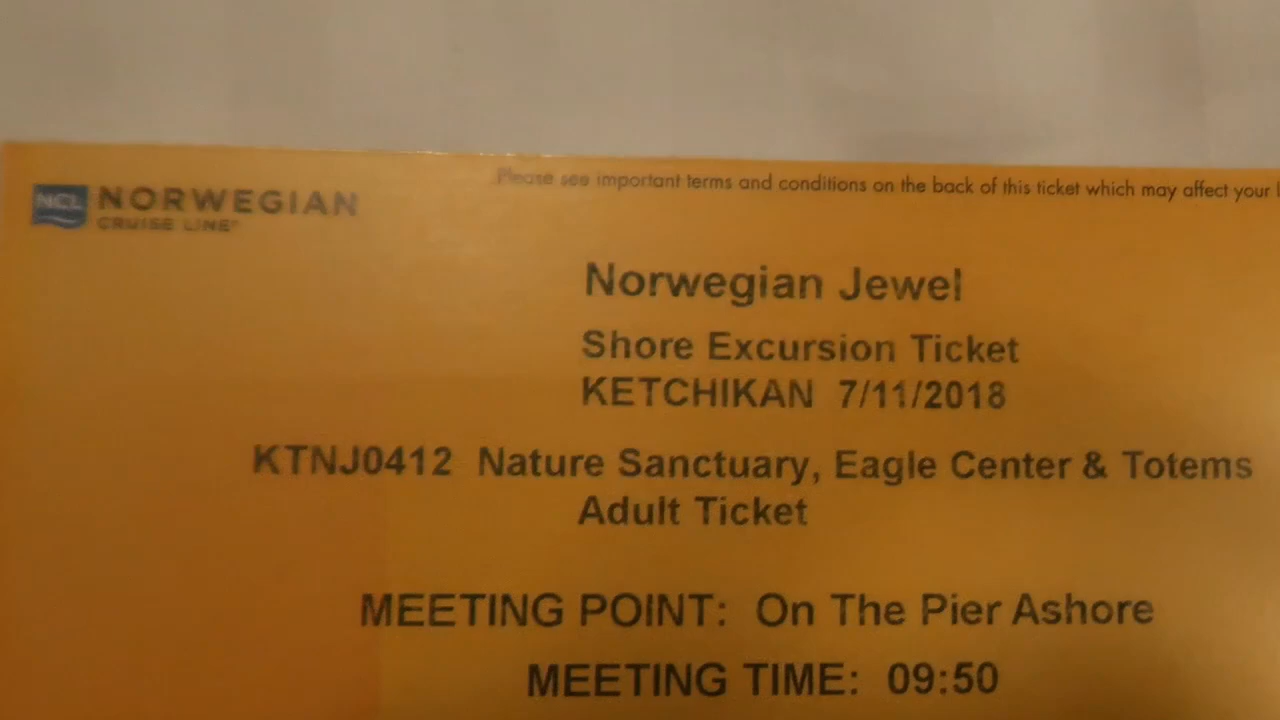 Please see important terms and conditions on the back of this ticket which may affect your
NCL NORWEGIAN
CRUISE LINE®
Norwegian Jewel
Shore Excursion Ticket
KETCHIKAN 7/11/2018
KTNJ0412 Nature Sanctuary, Eagle Center & Totems
Adult Ticket
MEETING POINT: On The Pier Ashore
MEETING TIME: 09:50